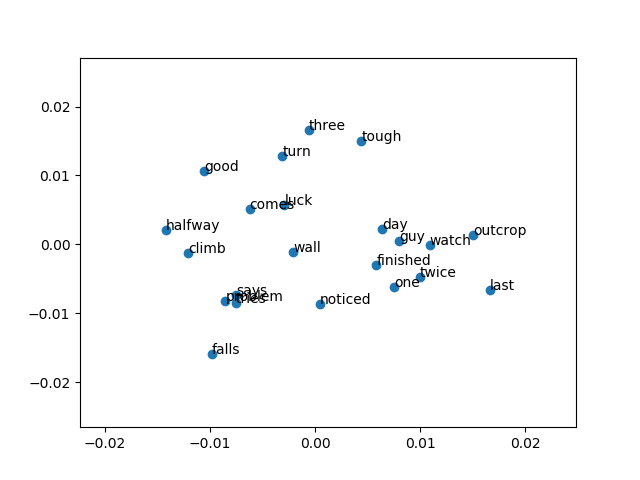 0.02
0.01
0.00
−0.01
−0.02
three
tough
turn
good
luck
comes
halfway
day
outcrop
guy
watch
climb
wall
finished
twice
one
last
says
problem
tries
noticed
falls
−0.02
−0.01
0.00
0.01
0.02